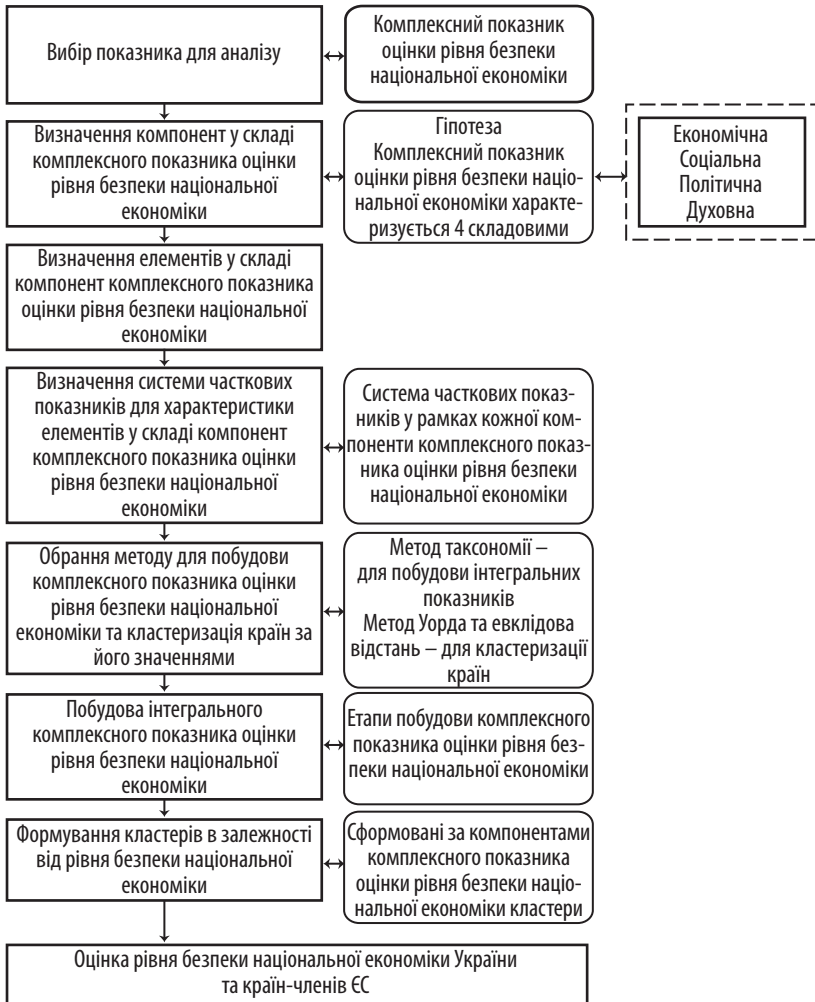 Вибір показника для аналізу
Комплексний показник
оцінки рівня безпеки
національної економіки
Визначення компонент у складі
комплексного показника оцінки
рівня безпеки національної
економіки
Гіпотеза
Комплексний показник
оцінки рівня безпеки наці-
ональної економіки характе-
ризується 4 складовими
Економічна
Соціальна
Політична
Духовна
Визначення елементів у складі
компонент комплексного показника
оцінки рівня безпеки національної
економіки
Визначення системи часткових
показників для характеристики
елементів у складі компонент
комплексного показника оцінки
рівня безпеки національної
економіки
Система часткових показ-
ників у рамках кожної ком-
поненти комплексного показ-
ника оцінки рівня безпеки
національної економіки
Обрання методу для побудови
комплексного показника оцінки
рівня безпеки національної
економіки та кластеризація країн за
його значеннями
Метод таксономії –
для побудови інтегральних
показників
Метод Уорда та евклідова
відстань – для кластеризації
країн
Побудова інтегрального
комплексного показника оцінки
рівня безпеки національної
економіки
Етапи побудови комплексного
показника оцінки рівня без-
пеки національної економіки
Формування кластерів в залежності
від рівня безпеки національної
економіки
Сформовані за компонентами
комплексного показника
оцінки рівня безпеки наці-
ональної економіки кластери
Оцінка рівня безпеки національної економіки України
та країн-членів ЄС